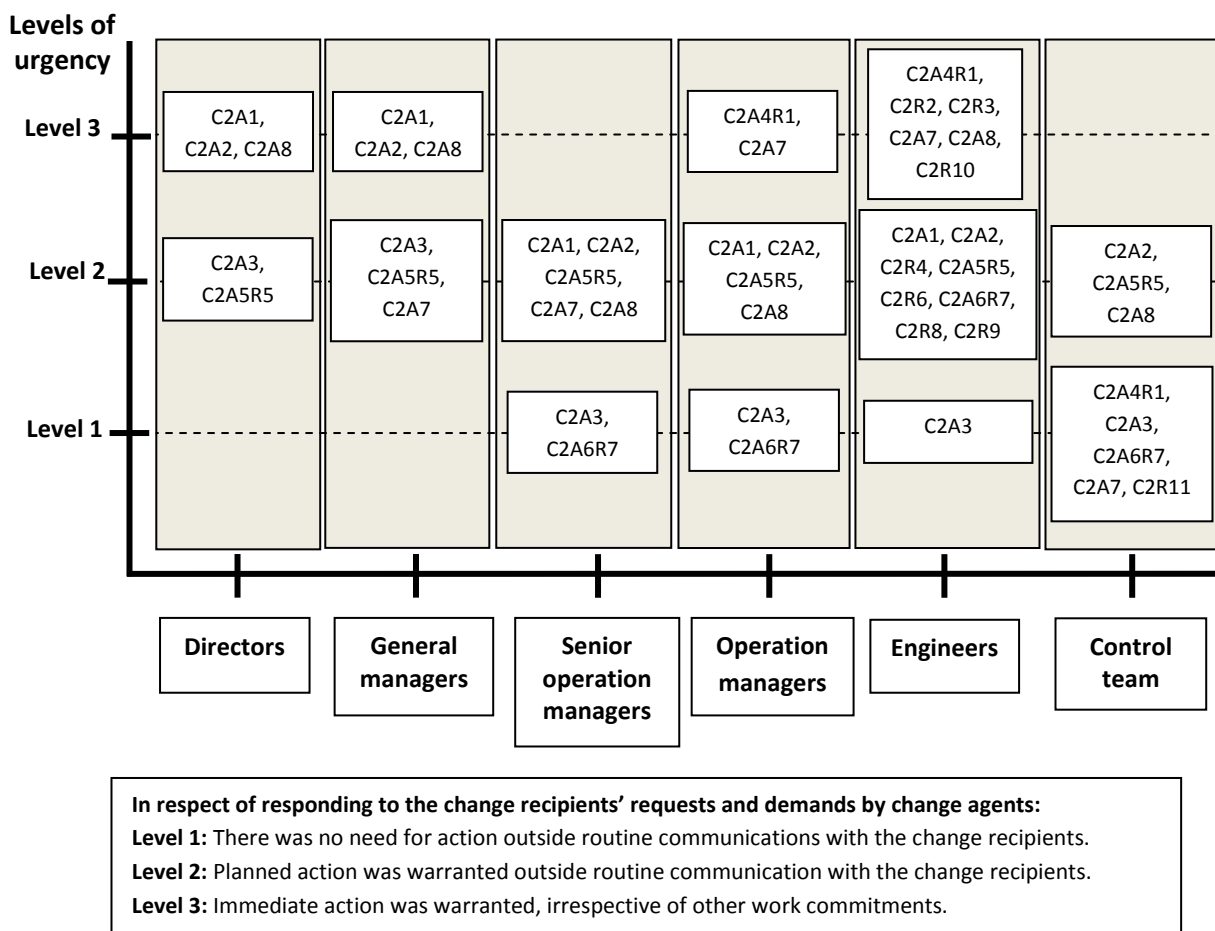 Levels of
urgency
Level 3
C2A1,
C2A2, C2A8
C2A1,
C2A2, C2A8
C2A4R1,
C2A7
C2A4R1,
C2R2, C2R3,
C2A7, C2A8,
C2R10
Level 2
C2A3,
C2A5R5
C2A3,
C2A5R5,
C2A7
C2A1, C2A2,
C2A5R5,
C2A7, C2A8
C2A1, C2A2,
C2A5R5,
C2A8
C2A1, C2A2,
C2R4, C2A5R5,
C2R6, C2A6R7,
C2R8, C2R9
C2A2,
C2A5R5,
C2A8
Level 1
C2A3,
C2A6R7
C2A3,
C2A6R7
C2A3
C2A4R1,
C2A3,
C2A6R7,
C2A7, C2R11
Directors
General
managers
Senior
operation
managers
Operation
managers
Engineers
Control
team
In respect of responding to the change recipients’ requests and demands by change agents:
Level 1: There was no need for action outside routine communications with the change recipients.
Level 2: Planned action was warranted outside routine communication with the change recipients.
Level 3: Immediate action was warranted, irrespective of other work commitments.